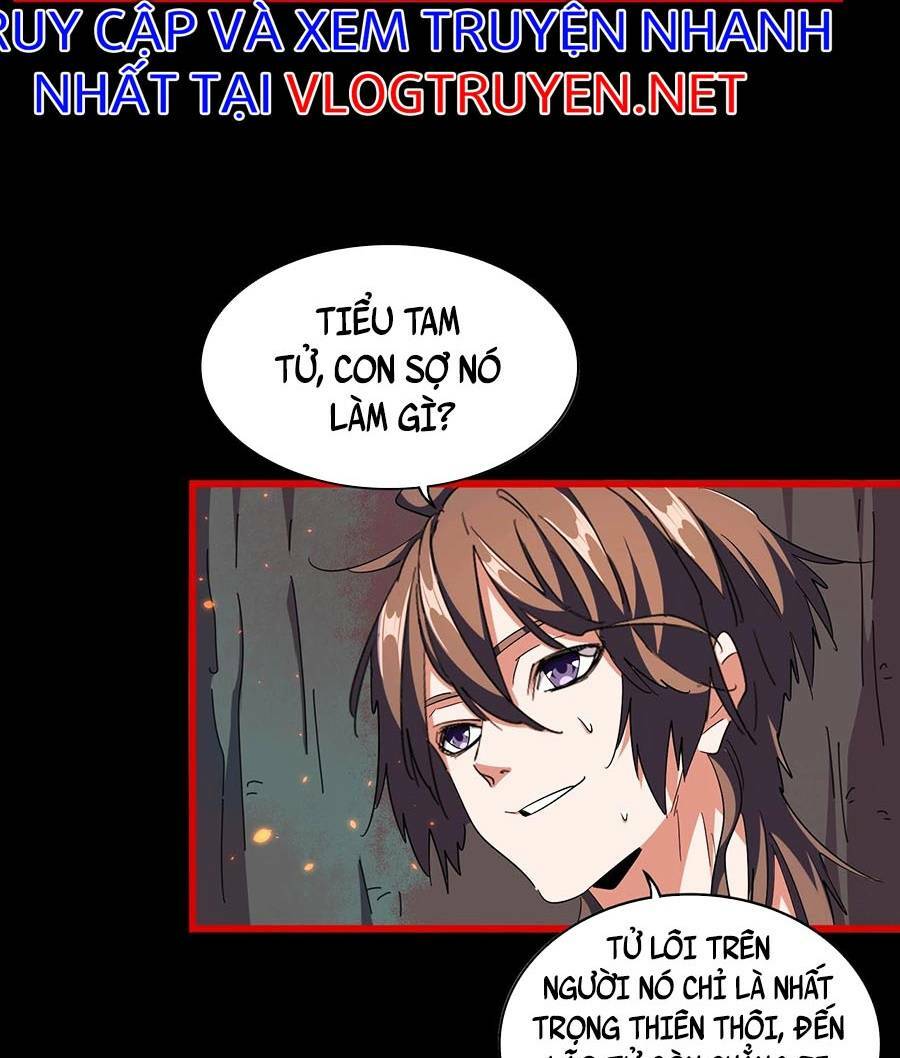 RUY CẬP VÀ XEM TRUYỆN NHANH
NHẤT TẠI VLOGTRUYEN.NET
TIỂU TAM
TỬ, CON SỢ NÓ
LÀM GÌ?
TỬ LÔI TRÊN
NGƯỜI NÓ CHỈ LÀ NHẤT
TRỌNG THIÊN THÔI, ĐẾN